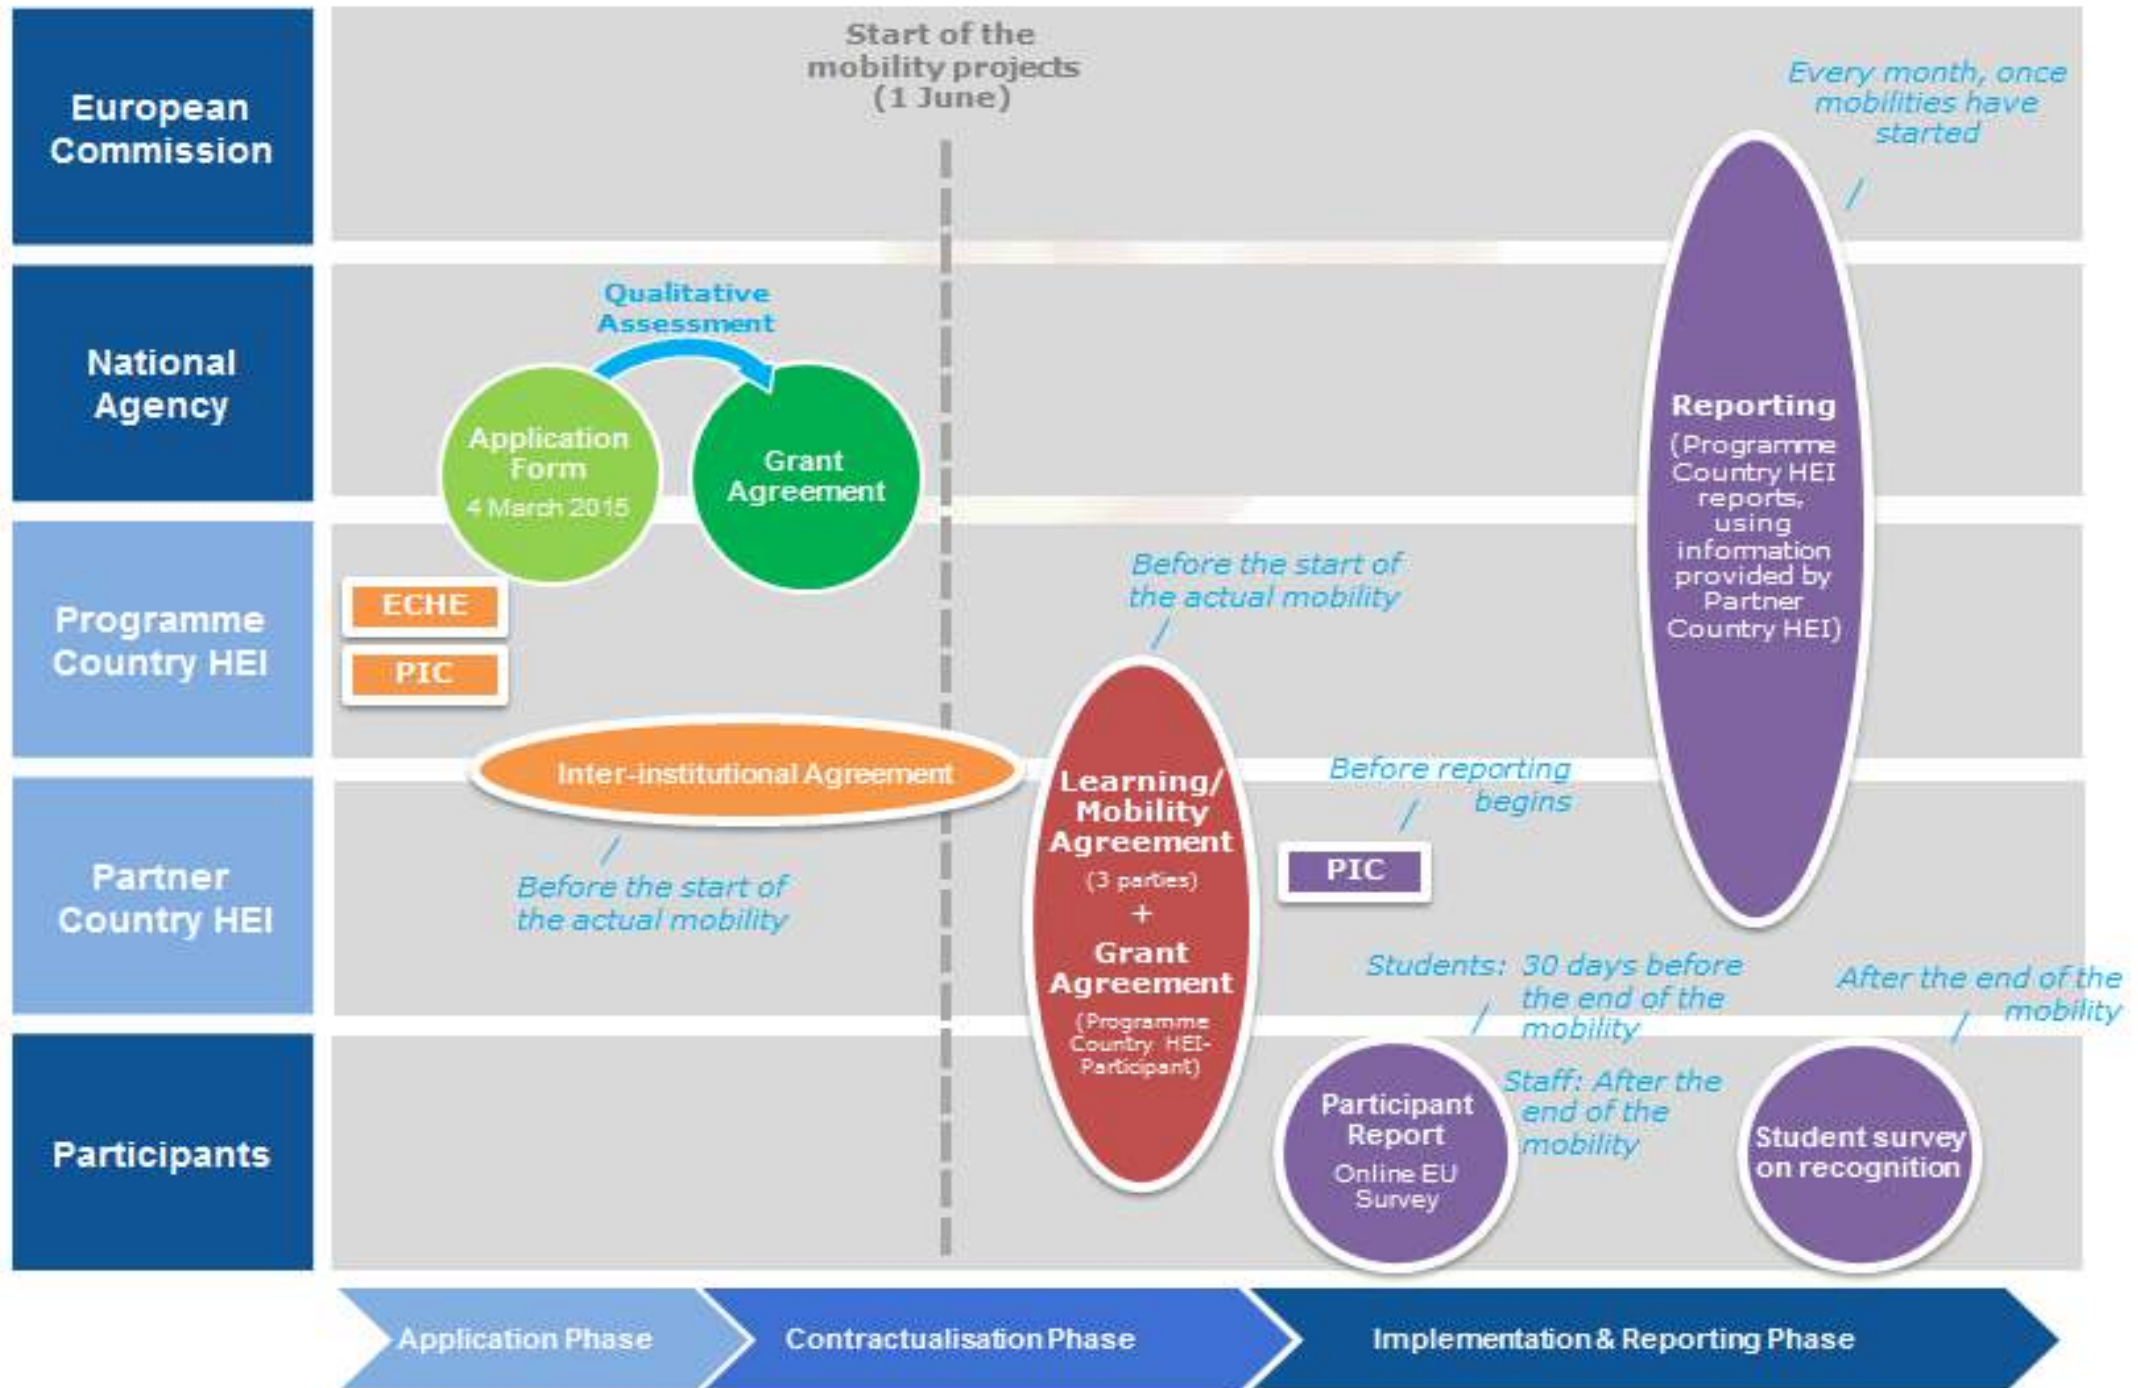 European
Commission
Start of the
mobility projects
(1 June)
Every month, once
mobilities have
started
National
Agency
Qualitative
Assessment
Application
Form
4 March 2015
Grant
Agreement
Reporting
(Programme
Country HEI
reports,
using
information
provided by
Partner
Country HEI)
Programme
Country HEI
ECHE
PIC
Before the start of
the actual mobility
Inter-institutional Agreement
Before the start of
the actual mobility
Partner
Country HEI
Learning/
Mobility
Agreement
(3 parties)
+
Grant
Agreement
(Programme
Country HEI-
Participant)
Before reporting
begins
PIC
Students: 30 days before
the end of the
mobility
Staff: After the
end of the
mobility
After the end of the
mobility
Participants
Participant
Report
Online EU
Survey
Student survey
on recognition
Application Phase
Contractualisation Phase
Implementation & Reporting Phase